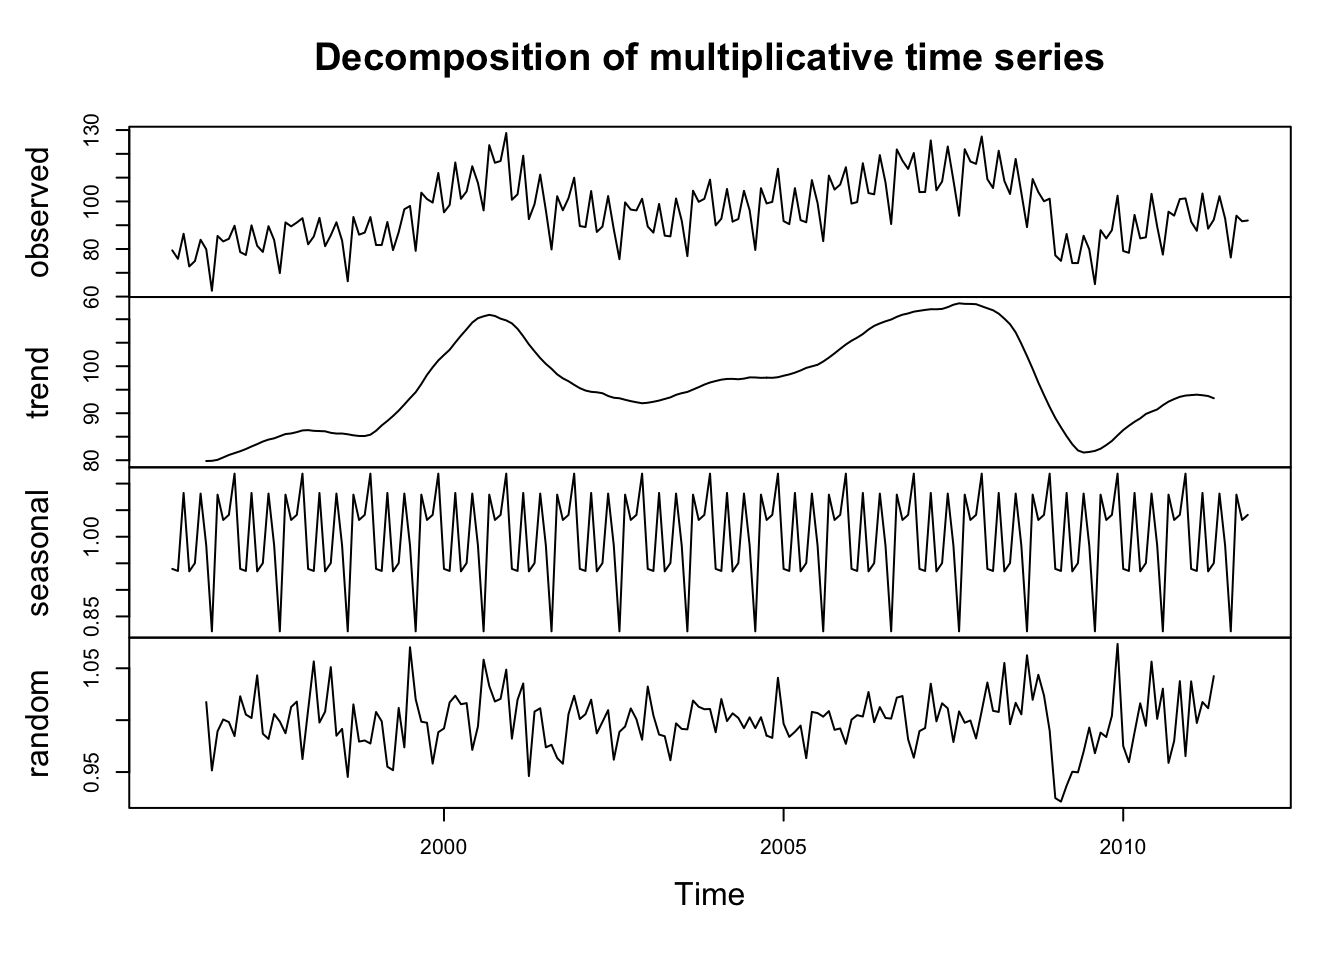 Decomposition of multiplicative time series
observed
60 80 100 130
trend
80 90 100
seasonal
0.85 1.00
random
0.95 1.05
2000 2005 2010
Time